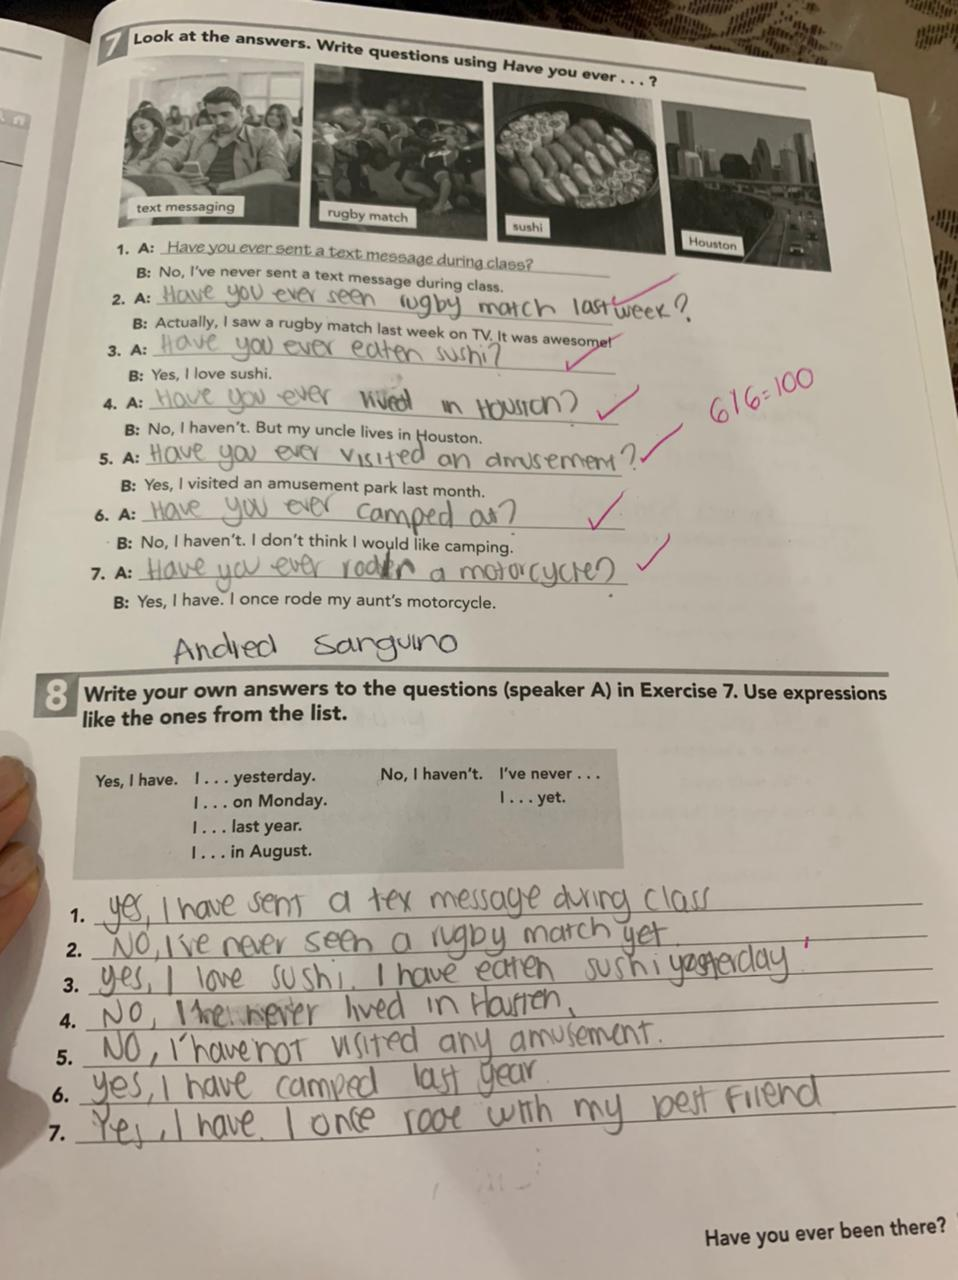 7 Look at the answers. Write questions using Have you ever . . . ?
text messaging
rugby match
sushi
Houston
1. A: Have you ever sent a text message during class?
B: No, I've never sent a text message during class.
2. A: Have you ever seen rugby match last week?
B: Actually, I saw a rugby match last week on TV. It was awesome!
3. A: Have you ever eaten sushi?
B: Yes, I love sushi.
4. A: Have you ever lived in Houston?
6/6=100
B: No, I haven't. But my uncle lives in Houston.
5. A: Have you ever visited an amusement?
B: Yes, I visited an amusement park last month.
6. A: Have you ever camped at?
B: No, I haven't. I don't think I would like camping.
7. A: Have you ever roden a motorcycle?
B: Yes, I have. I once rode my aunt's motorcycle.
Andred Sanguino
8 Write your own answers to the questions (speaker A) in Exercise 7. Use expressions
like the ones from the list.
Yes, I have. I . . . yesterday. No, I haven't. I've never . . .
I . . . on Monday. I . . . yet.
I . . . last year.
I . . . in August.
1. yes, I have sent a tex message during class
2. NO, I've never seen a rugby match yet
3. yes, I love sushi. I have eaten sushi yesterday
4. NO, never lived in
5. NO, I'have not visited any amusement.
6. yes, I have camped last year
7. Yes, I have. I once with my best friend
Have you ever been there?